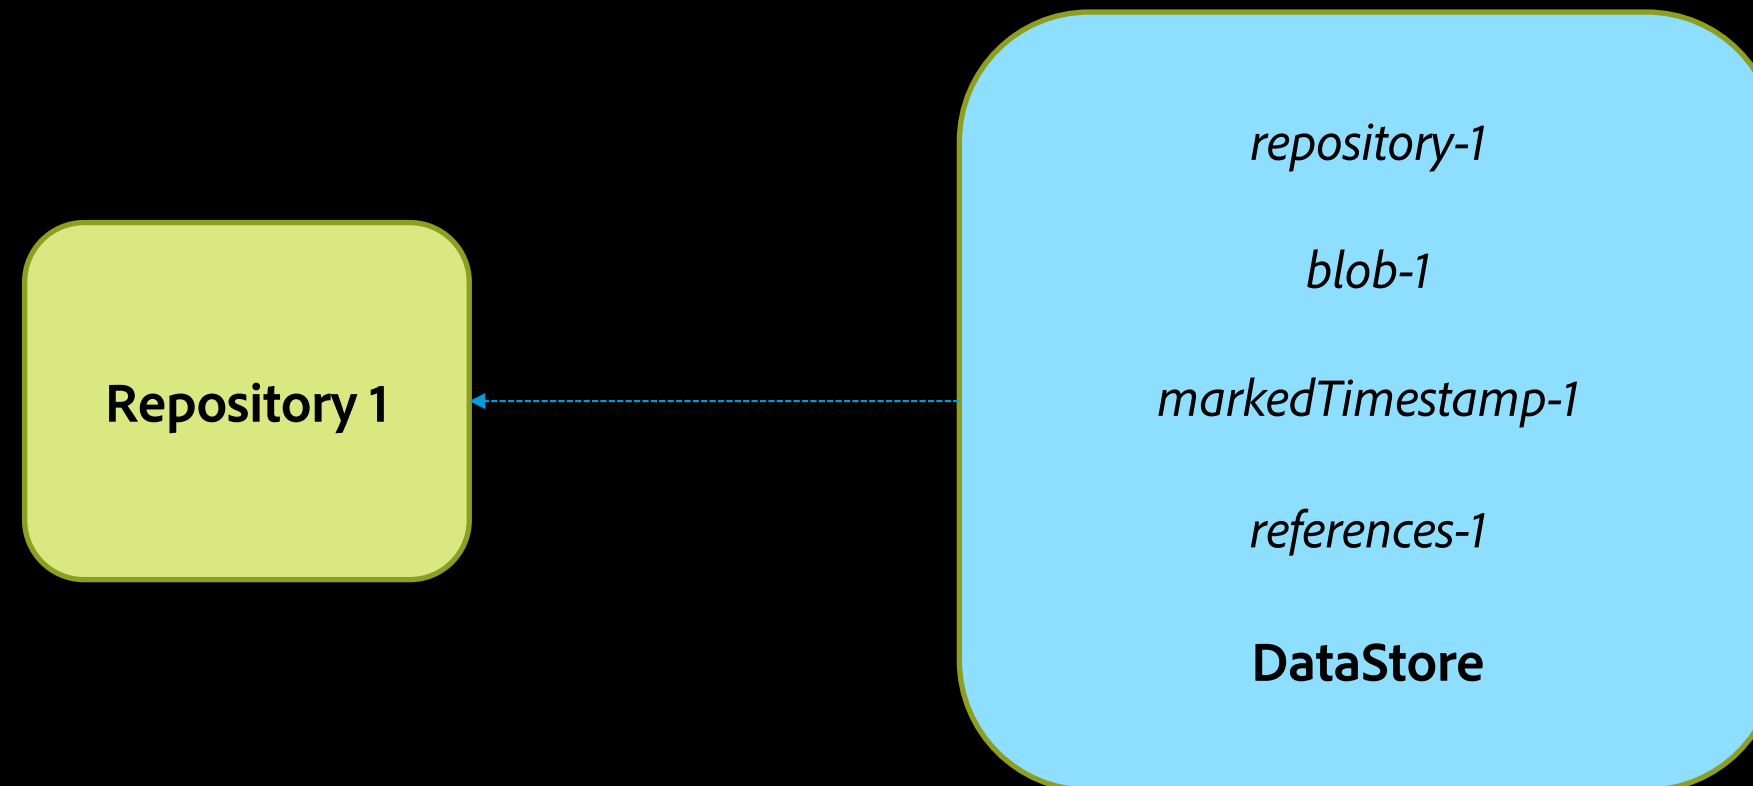 Repository 1
repository-1
blob-1
markedTimestamp-1
references-1
DataStore